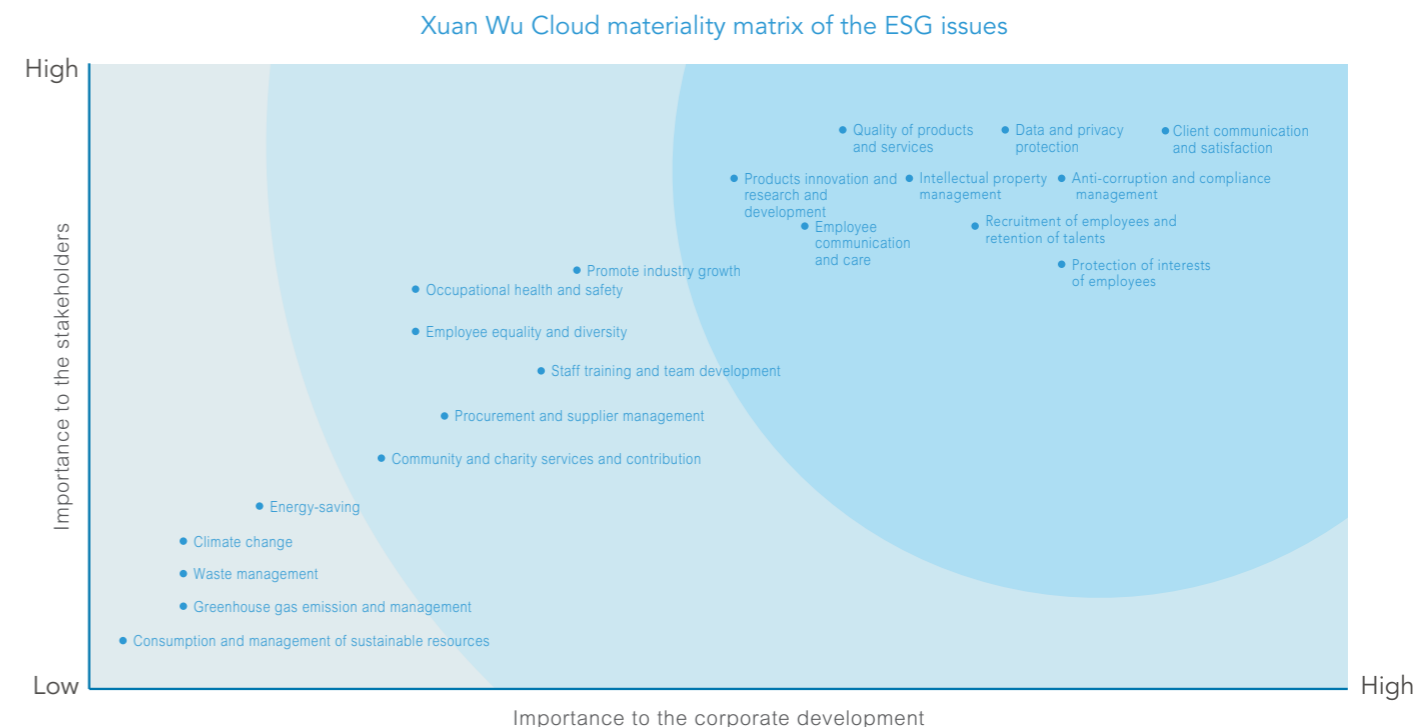 Xuan Wu Cloud materiality matrix of the ESG issues
High
Importance to the stakeholders
Quality of products
and services
Data and privacy
protection
Client communication
and satisfaction
Products innovation and
research and
development
Intellectual property
management
Anti-corruption and compliance
management
Employee
communication
and care
Recruitment of employees and
retention of talents
Protection of interests
of employees
Promote industry growth
Occupational health and safety
Employee equality and diversity
Staff training and team development
Procurement and supplier management
Community and charity services and contribution
Energy-saving
Climate change
Waste management
Greenhouse gas emission and management
Consumption and management of sustainable resources
Low
High
Importance to the corporate development